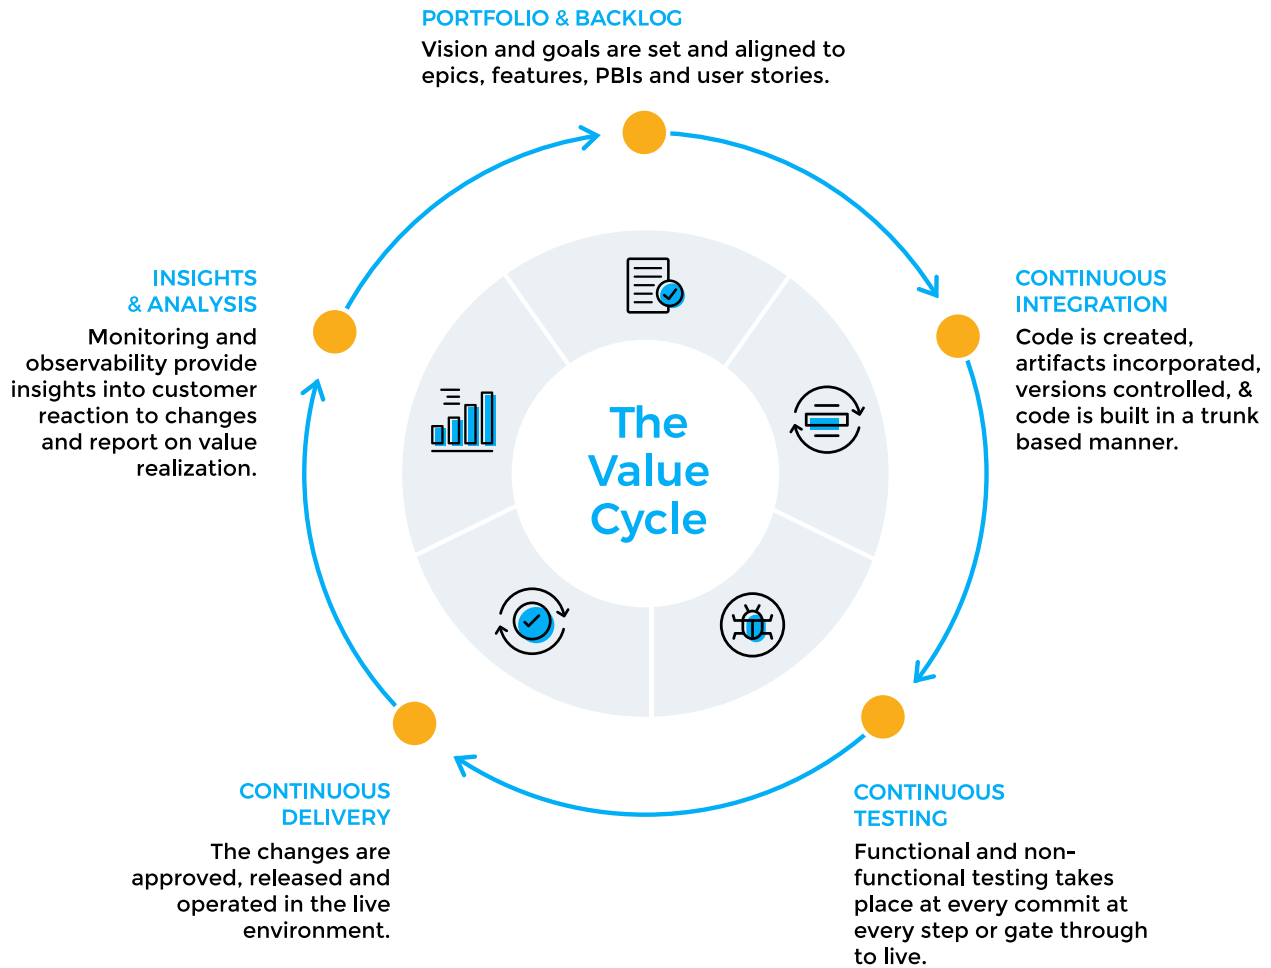 PORTFOLIO & BACKLOG
Vision and goals are set and aligned to
epics, features, PBIs and user stories.
CONTINUOUS
INTEGRATION
Code is created,
artifacts incorporated,
versions controlled, &
code is built in a trunk
based manner.
CONTINUOUS
TESTING
Functional and non-
functional testing takes
place at every commit at
every step or gate through
to live.
CONTINUOUS
DELIVERY
The changes are
approved, released and
operated in the live
environment.
INSIGHTS
& ANALYSIS
Monitoring and
observability provide
insights into customer
reaction to changes
and report on value
realization.
The
Value
Cycle